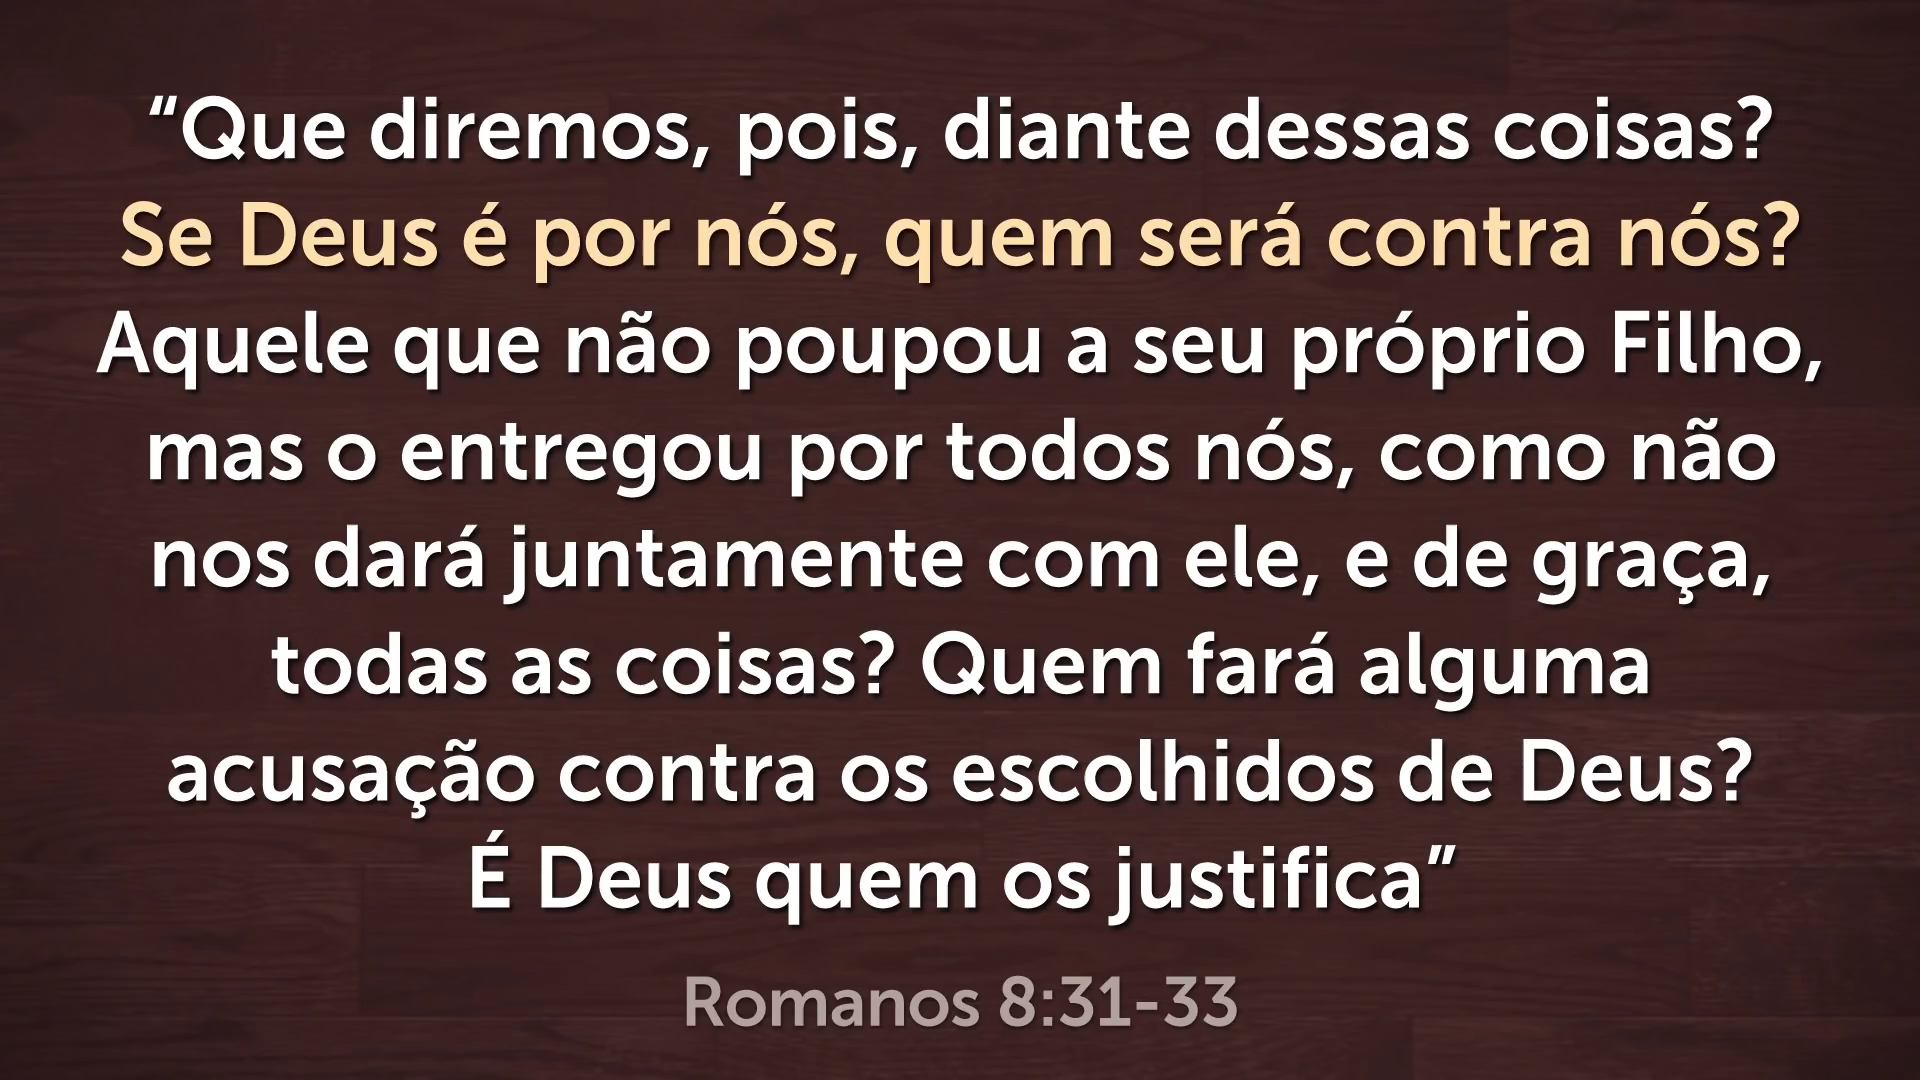 “Que diremos, pois, diante dessas coisas?
Se Deus é por nós, quem será contra nós?
Aquele que não poupou a seu próprio Filho,
mas o entregou por todos nós, como não
nos dará juntamente com ele, e de graça,
todas as coisas? Quem fará alguma
acusação contra os escolhidos de Deus?
É Deus quem os justifica”
Romanos 8:31-33